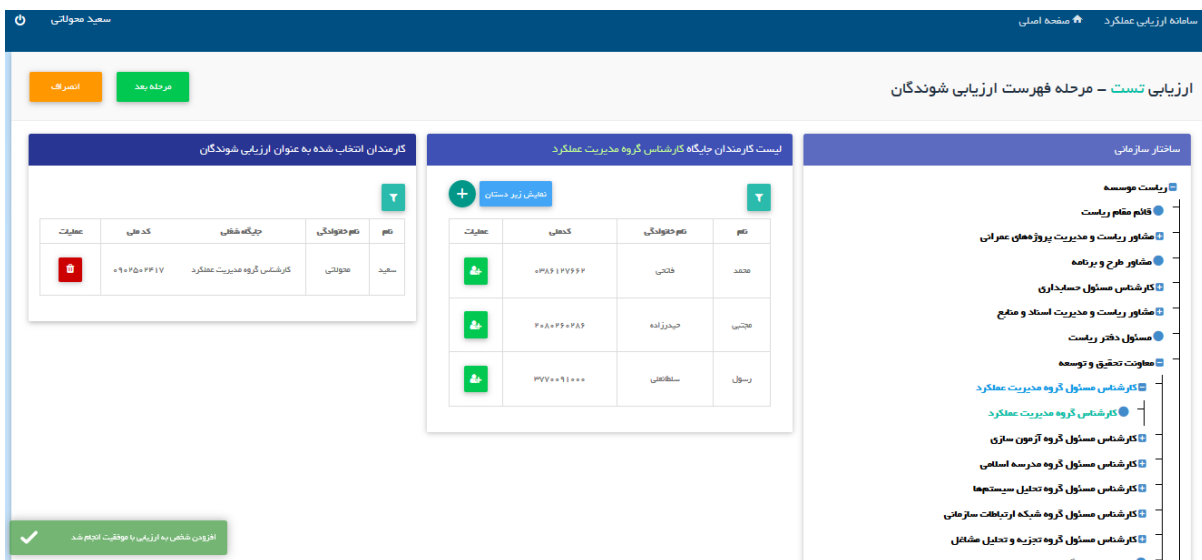 سامانه ارزیابی عملکرد صفحه اصلی سعید محولاتی
ارزیابی تست - مرحله فهرست ارزیابی شوندگان مرحله بعد انصراف
ساختار سازمانی
ریاست موسسه
قائم مقام ریاست
مشاور ریاست و مدیریت پروژه‌های عمرانی
مشاور طرح و برنامه
کارشناس مسئول حسابداری
مشاور ریاست و مدیریت اسناد و منابع
مسئول دفتر ریاست
معاونت تحقیق و توسعه
کارشناس مسئول گروه مدیریت عملکرد
کارشناس گروه مدیریت عملکرد
کارشناس مسئول گروه آزمون سازی
کارشناس مسئول گروه مدرسه اسلامی
کارشناس مسئول گروه تحلیل سیستمها
کارشناس مسئول گروه شبکه ارتباطات سازمانی
کارشناس مسئول گروه تجزیه و تحلیل مشاغل
لیست کارمندان جایگاه کارشناس گروه مدیریت عملکرد
نمایش زیر دستان
نام نام خانوادگی کدملی عملیات
محمد فتحی ۰۳۸۶۱۲۷۶۶۲
مجتبی حیدرزاده ۲۰۸۰۲۶۰۲۸۶
رسول سلطانعلی ۳۷۷۰۰۹۱۰۰۰
کارمندان انتخاب شده به عنوان ارزیابی شوندگان
نام نام خانوادگی جایگاه شغلی کد ملی عملیات
سعید محولاتی کارشناس گروه مدیریت عملکرد ۰۹۰۲۵۰۲۴۱۷
افزودن شخص به ارزیابی با موفقیت انجام شد